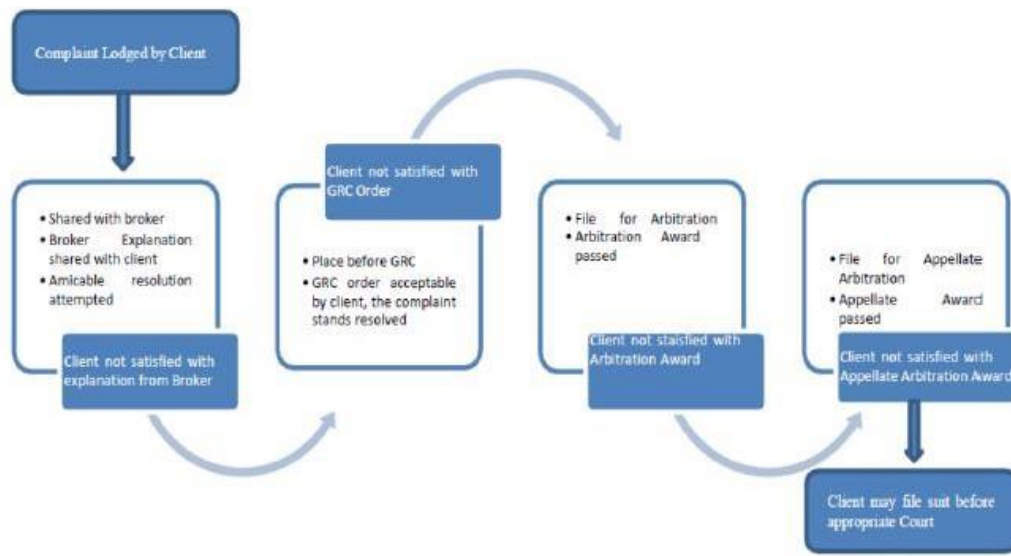 Complaint Lodged by Client
• Shared with broker
• Broker Explanation
shared with client
• Amicable resolution
attempted
Client not satisfied with
explanation from Broker
Client not satisfied with
GRC Order
• Place before GRC
• GRC order acceptable
by client, the complaint
stands resolved
• File for Arbitration
• Arbitration Award
passed
Client not staisfied with
Arbitration Award
• File for Appellate
Arbitration
• Appellate Award
passed
Client not satisfied with
Appellate Arbitration Award
Client may file suit before
appropriate Court